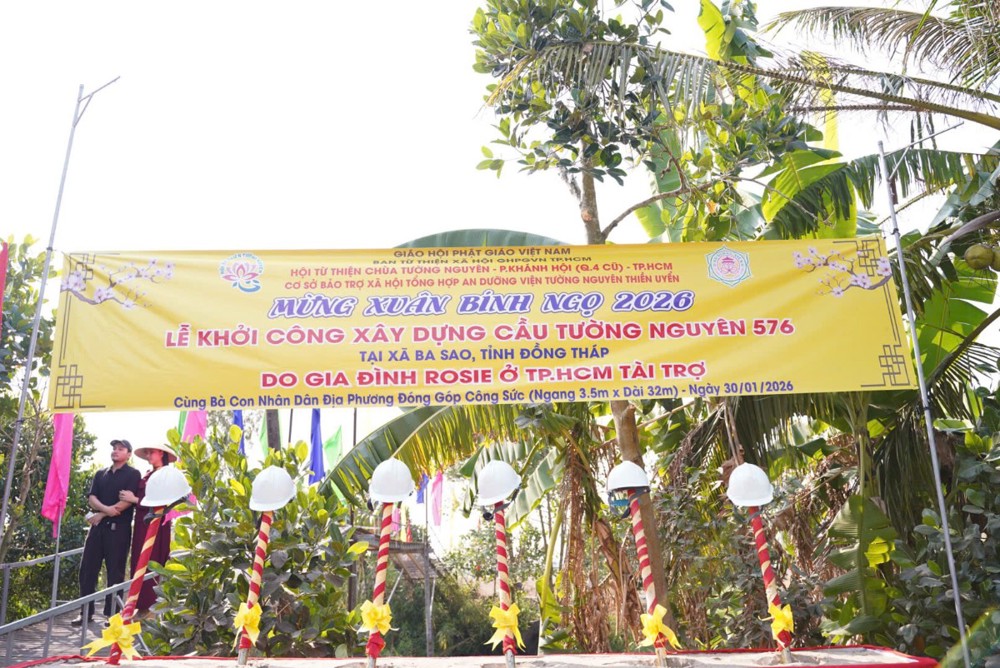 GIÁO HỘI PHẬT GIÁO VIỆT NAM
BAN TỪ THIỆN XÃ HỘI GHPGVN TP.HCM
HỘI TỪ THIỆN CHÙA TƯỜNG NGUYÊN - P.KHÁNH HỘI (Q.4 CŨ) - TP.HCM
CƠ SỞ BẢO TRỢ XÃ HỘI TỔNG HỢP AN DƯỠNG VIỆN TƯỜNG NGUYÊN THIỀN UYỂN
MỪNG XUÂN BÍNH NGỌ 2026
LỄ KHỞI CÔNG XÂY DỰNG CẦU TƯỜNG NGUYÊN 576
TẠI XÃ BA SAO, TỈNH ĐỒNG THÁP
DO GIA ĐÌNH ROSIE Ở TP.HCM TÀI TRỢ
Cùng Bà Con Nhân Dân Địa Phương Đóng Góp Công Sức (Ngang 3.5m x Dài 32m) - Ngày 30/01/2026